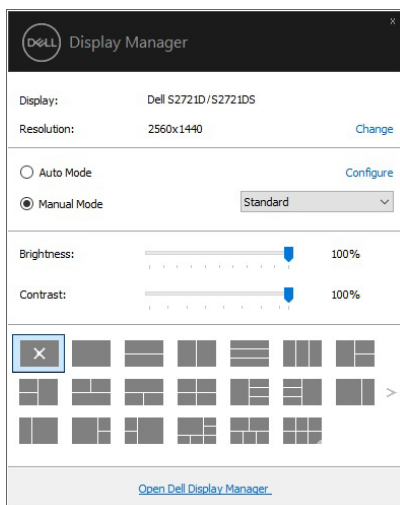 x
DELL Display Manager
Display: Dell S2721D/S2721DS
Resolution: 2560x1440 Change
Auto Mode Configure
Manual Mode Standard
Brightness: 100%
Contrast: 100%
Open Dell Display Manager